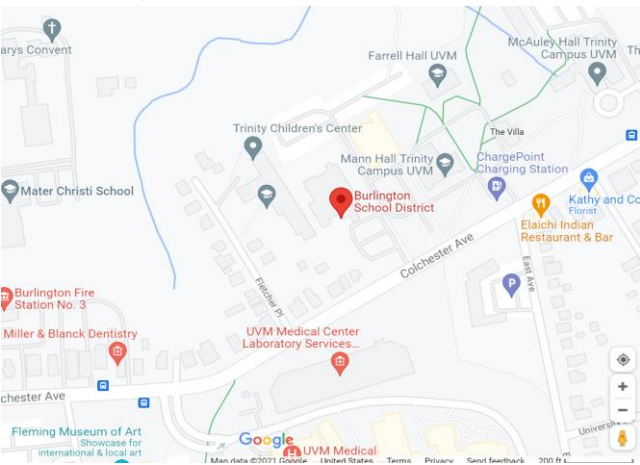 arys Convent
Farrell Hall UVM
McAuley Hall Trinity
Campus UVM
Th
Trinity Children's Center
The Villa
Mann Hall Trinity
Campus UVM
ChargePoint
Charging Station
Mater Christi School
Burlington
School District
Kathy and Co
Florist
Elaichi Indian
Restaurant & Bar
Colchester Ave
East Ave
Fletcher Pl
P
Burlington Fire
Station No. 3
Miller & Blanck Dentistry
UVM Medical Center
Laboratory Services...
chester Ave
Fleming Museum of Art
Showcase for
international & local art
University
Google
H
UVM Medical
Map data ©2021 Google United States Terms Privacy Send feedback 200 ft